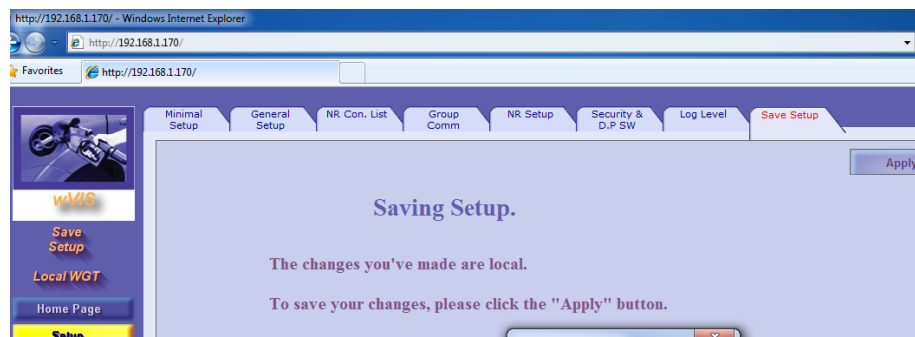 http://192.168.1.170/ - Windows Internet Explorer
http://192.168.1.170/
Favorites
http://192.168.1.170/
Minimal Setup
General Setup
NR Con. List
Group Comm
NR Setup
Security & D.P SW
Log Level
Save Setup
Apply
wVIS
Saving Setup.
Save
Setup
The changes you've made are local.
Local WGT
To save your changes, please click the "Apply" button.
Home Page
Setup